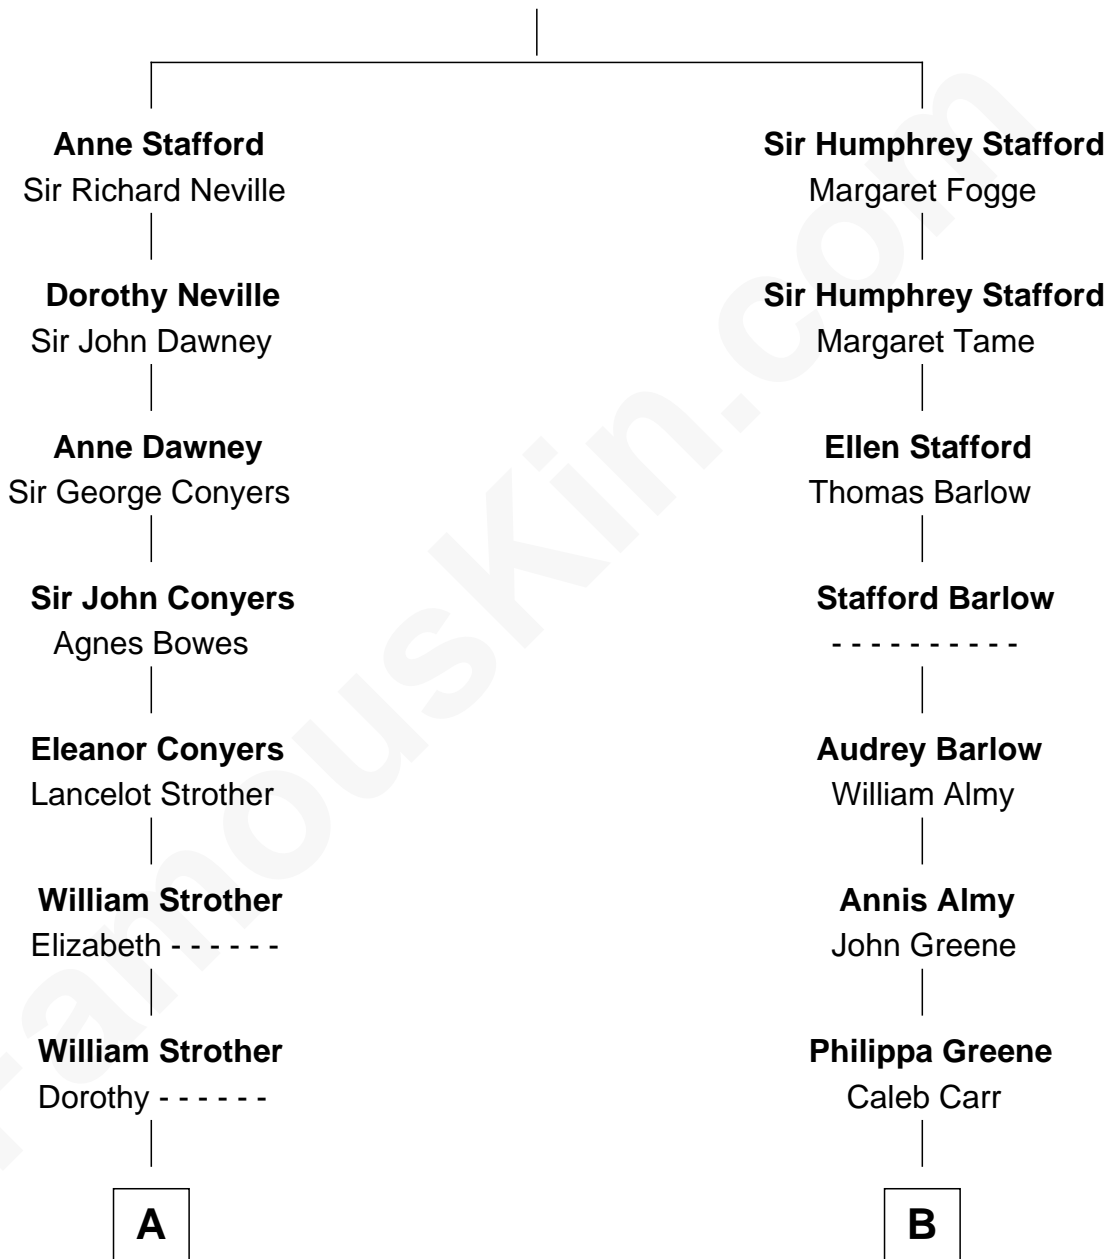 Anne Stafford
Sir Richard Neville
Dorothy Neville
Sir John Dawney
Anne Dawney
Sir George Conyers
Sir John Conyers
Agnes Bowes
Eleanor Conyers
Lancelot Strother
William Strother
Elizabeth - - - - - -
William Strother
Dorothy - - - - - -
A
Sir Humphrey Stafford
Margaret Fogge
Sir Humphrey Stafford
Margaret Tame
Ellen Stafford
Thomas Barlow
Stafford Barlow
- - - - - - - - - -
Audrey Barlow
William Almy
Annis Almy
John Greene
Philippa Greene
Caleb Carr
B
FamousKin.com